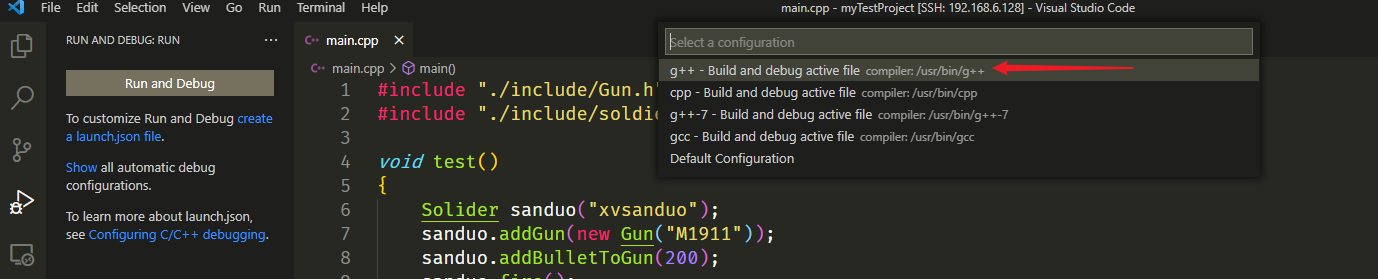 File Edit Selection View Go Run Terminal Help
main.cpp - myTestProject [SSH: 192.168.6.128] - Visual Studio Code
RUN AND DEBUG: RUN
Run and Debug
To customize Run and Debug create
a launch.json file.
Show all automatic debug
configurations.
To learn more about launch.json,
see Configuring C/C++ debugging.
main.cpp
main.cpp > main()
1 #include "./include/Gun.h"
2 #include "./include/soldi
3
4 void test()
5 {
6 Solider sanduo("xvsanduo");
7 sanduo.addGun(new Gun("M1911"));
8 sanduo.addBulletToGun(200);
sanduo.fire();
Select a configuration
g++ - Build and debug active file compiler: /usr/bin/g++
cpp - Build and debug active file compiler: /usr/bin/cpp
g++-7 - Build and debug active file compiler: /usr/bin/g++-7
gcc - Build and debug active file compiler: /usr/bin/gcc
Default Configuration